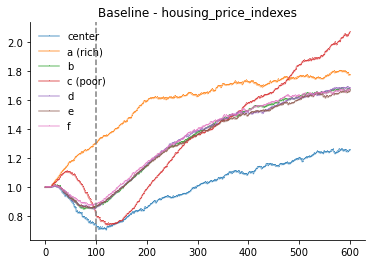 Baseline - housing_price_indexes
center
a (rich)
b
c (poor)
d
e
f
2.0
1.8
1.6
1.4
1.2
1.0
0.8
0 100 200 300 400 500 600